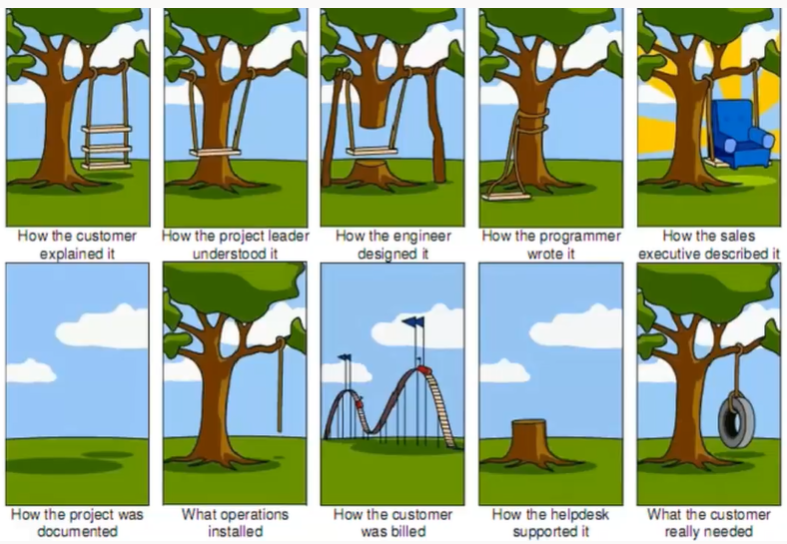 How the customer
explained it
How the project leader
understood it
How the engineer
designed it
How the programmer
wrote it
How the sales
executive described it
How the project was
documented
What operations
installed
How the customer
was billed
How the helpdesk
supported it
What the customer
really needed